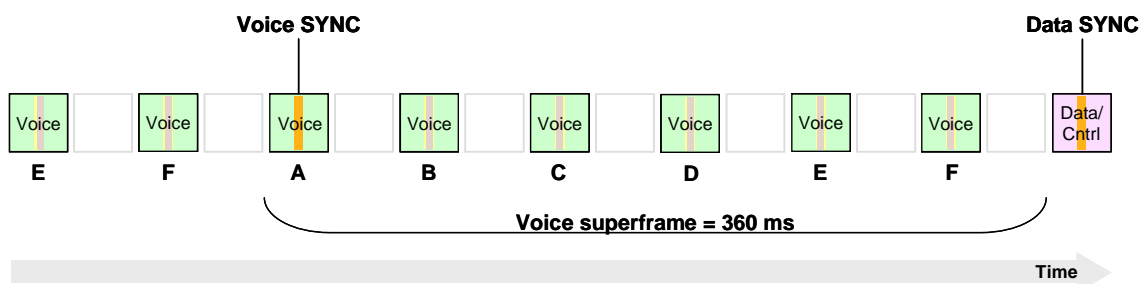 Voice SYNC Data SYNC
Voice Voice Voice Voice Voice Voice Voice Voice Data/
Cntrl
E F A B C D E F
Voice superframe = 360 ms
Time